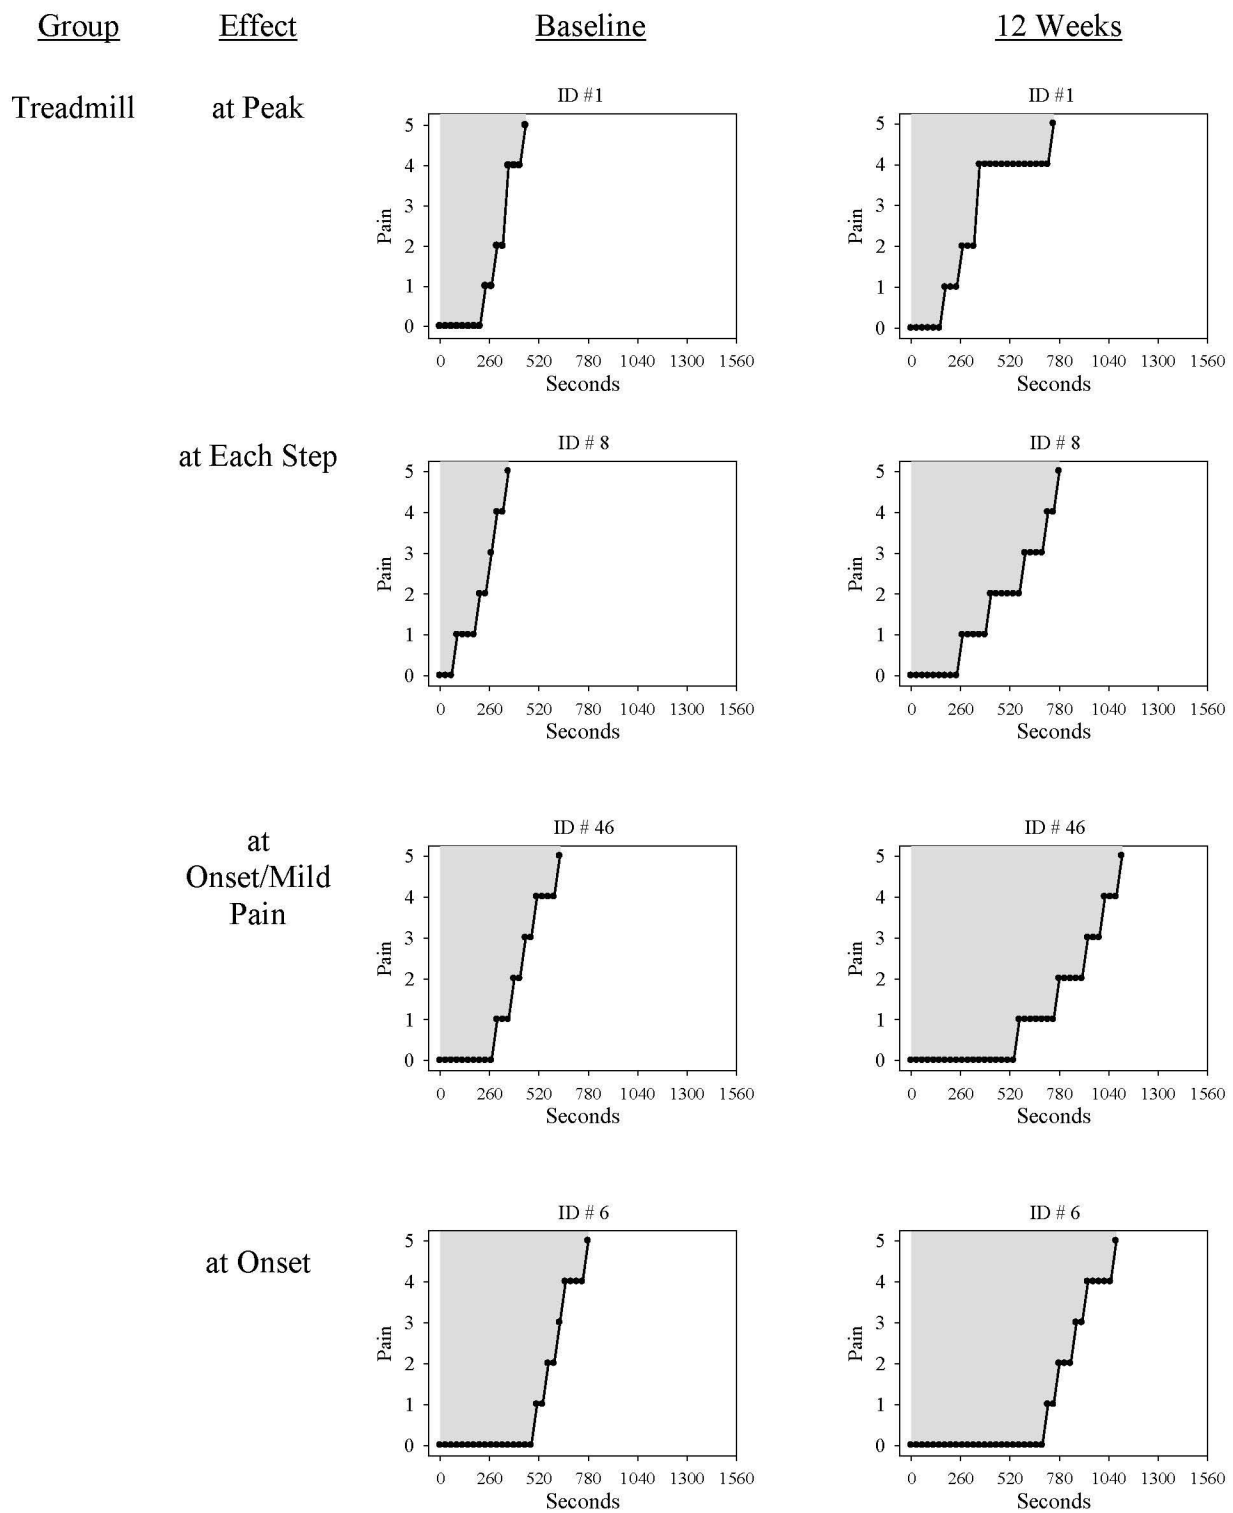 Group Effect Baseline 12 Weeks
Treadmill at Peak
ID #1
5
4
3
2
1
0
Pain
0 260 520 780 1040 1300 1560
Seconds
ID #1
5
4
3
2
1
0
Pain
0 260 520 780 1040 1300 1560
Seconds
at Each Step
ID # 8
5
4
3
2
1
0
Pain
0 260 520 780 1040 1300 1560
Seconds
ID # 8
5
4
3
2
1
0
Pain
0 260 520 780 1040 1300 1560
Seconds
at
Onset/Mild
Pain
ID # 46
5
4
3
2
1
0
Pain
0 260 520 780 1040 1300 1560
Seconds
ID # 46
5
4
3
2
1
0
Pain
0 260 520 780 1040 1300 1560
Seconds
at Onset
ID # 6
5
4
3
2
1
0
Pain
0 260 520 780 1040 1300 1560
Seconds
ID # 6
5
4
3
2
1
0
Pain
0 260 520 780 1040 1300 1560
Seconds